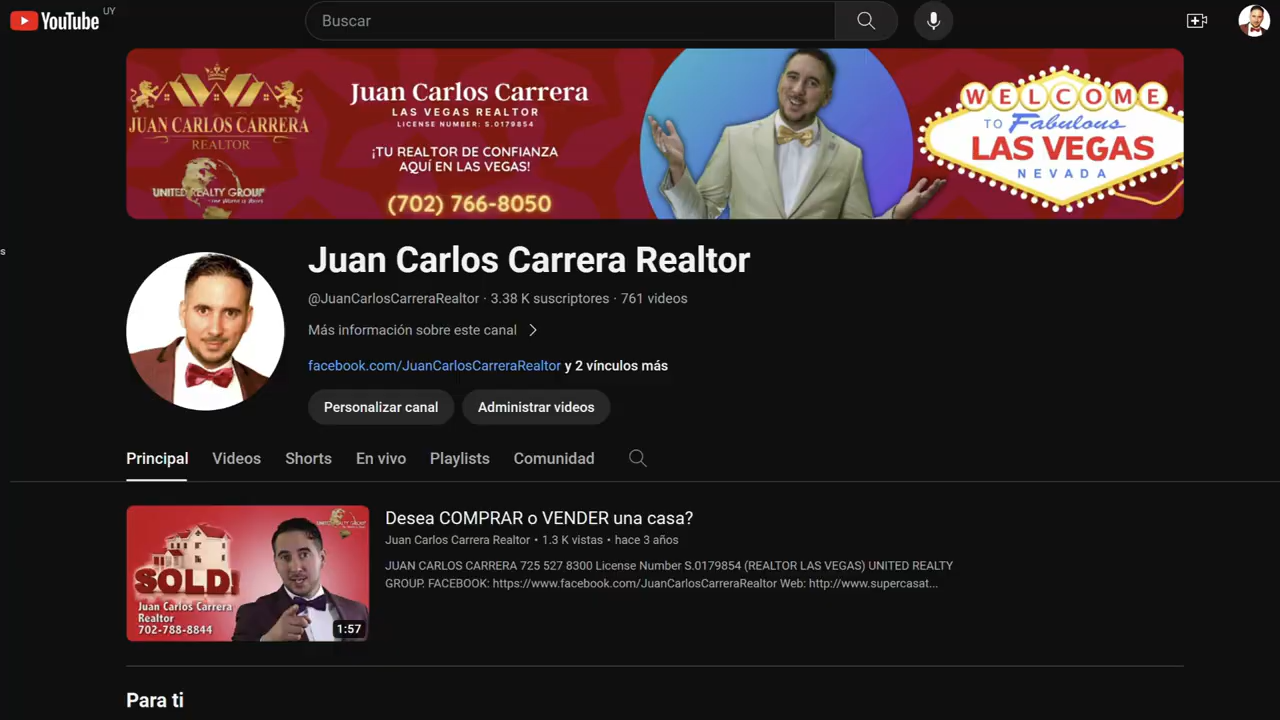 YouTube UY
Buscar
JUAN CARLOS CARRERA
REALTOR
UNITED REALTY GROUP
Juan Carlos Carrera
LAS VEGAS REALTOR
LICENSE NUMBER: S.0179854
¡TU REALTOR DE CONFIANZA
AQUÍ EN LAS VEGAS!
(702) 766-8050
WELCOME
TO Fabulous
LAS VEGAS
NEVADA
s
Juan Carlos Carrera Realtor
@JuanCarlosCarreraRealtor · 3.38 K suscriptores · 761 videos
Más información sobre este canal
facebook.com/JuanCarlosCarreraRealtor y 2 vínculos más
Personalizar canal Administrar videos
Principal Videos Shorts En vivo Playlists Comunidad
SOLD!
Juan Carlos Carrera
Realtor
702-788-8844
UNITED REALTY GROUP
1:57
Desea COMPRAR o VENDER una casa?
Juan Carlos Carrera Realtor • 1.3 K vistas • hace 3 años
JUAN CARLOS CARRERA 725 527 8300 License Number S.0179854 (REALTOR LAS VEGAS) UNITED REALTY
GROUP. FACEBOOK: https://www.facebook.com/JuanCarlosCarreraRealtor Web: http://www.supercasat...
Para ti